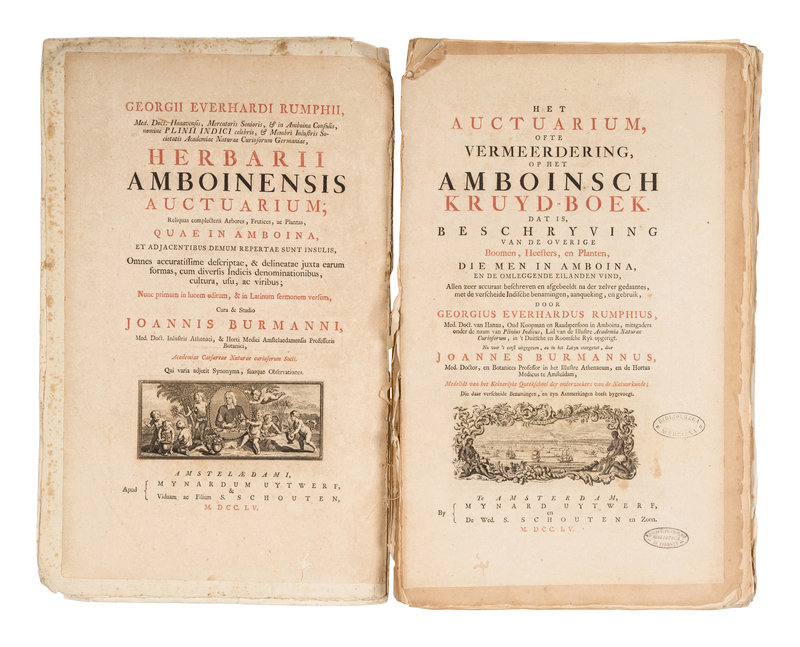 GEORGII EVERHARDI RUMPHII,
Med. Doct. Hanovensis, Mercatoris Senioris, & in Amboina Consulis,
nomine PLINII INDICI celebris, & Membri Illustris So-
cietatis Academiae Naturae Curiosorum Germaniae,
HERBARII
AMBOINENSIS
AUCTUARIUM;
Reliquas complectens Arbores, Frutices, ac Plantas,
QUAE IN AMBOINA,
ET ADJACENTIBUS DEMUM REPERTAE SUNT INSULIS,
Omnes accuratissime descriptae, & delineatae juxta earum
formas, cum diversis Indicis denominationibus,
cultura, usu, ac viribus;
Nunc primum in lucem editum, & in Latinum sermonem versum,
Cura & Studio
JOANNIS BURMANNI,
Med. Doct. Inlustris Athenaei, & Horti Medici Amstelaedamensis Professoris
Botanici,
Academiae Caesareae Naturae curiosorum Socii.
Qui varia adjecit Synonyma, suasque Observationes.
AMSTELÆDAMI,
Apud { MYNARDUM UYTWERF,
&
Viduam ac Filium S. SCHOUTEN,
M. DCC. LV.
HET
AUCTUARIUM,
OFTE
VERMEERDERING,
OP HET
AMBOINSCH
KRUYD-BOEK.
DAT IS,
BESCHRYVING
VAN DE OVERIGE
Boomen, Heesters, en Planten,
DIE MEN IN AMBOINA,
EN DE OMLEGGENDE EILANDEN VIND,
Allen zeer accuraat beschreven en afgebeeldt na der zelver gedaantes,
met de verscheide Indische benamingen, aanqueking, en gebruik,
DOOR
GEORGIUS EVERHARDUS RUMPHIUS,
Med. Doct. van Hanau, Oud Koopman en Raadspersoon in Amboina, mitsgaders
onder de naam van Plinius Indicus, Lid van de Illustre Academia Naturae
Curiosorum, in 't Duitsche en Roomsche Ryk opgeregt.
Nu voor 't eerst uitgegeven, en in het Latyn overgezet, door
JOANNES BURMANNUS,
Med. Doctor, en Botanices Professor in het Illustre Athenaeum, en de Hortus
Medicus te Amsteldam,
Medelidt van het Keizerlyke Queekschool der onderzoekers van de Natuurkunde;
Die daar verscheide Benamingen, en zyn Aanmerkingen heeft bygevoegt.
Te AMSTERDAM,
By { MYNARD UYTWERF,
en
De Wed. S. SCHOUTEN en Zoon.
M. DCC. LV.